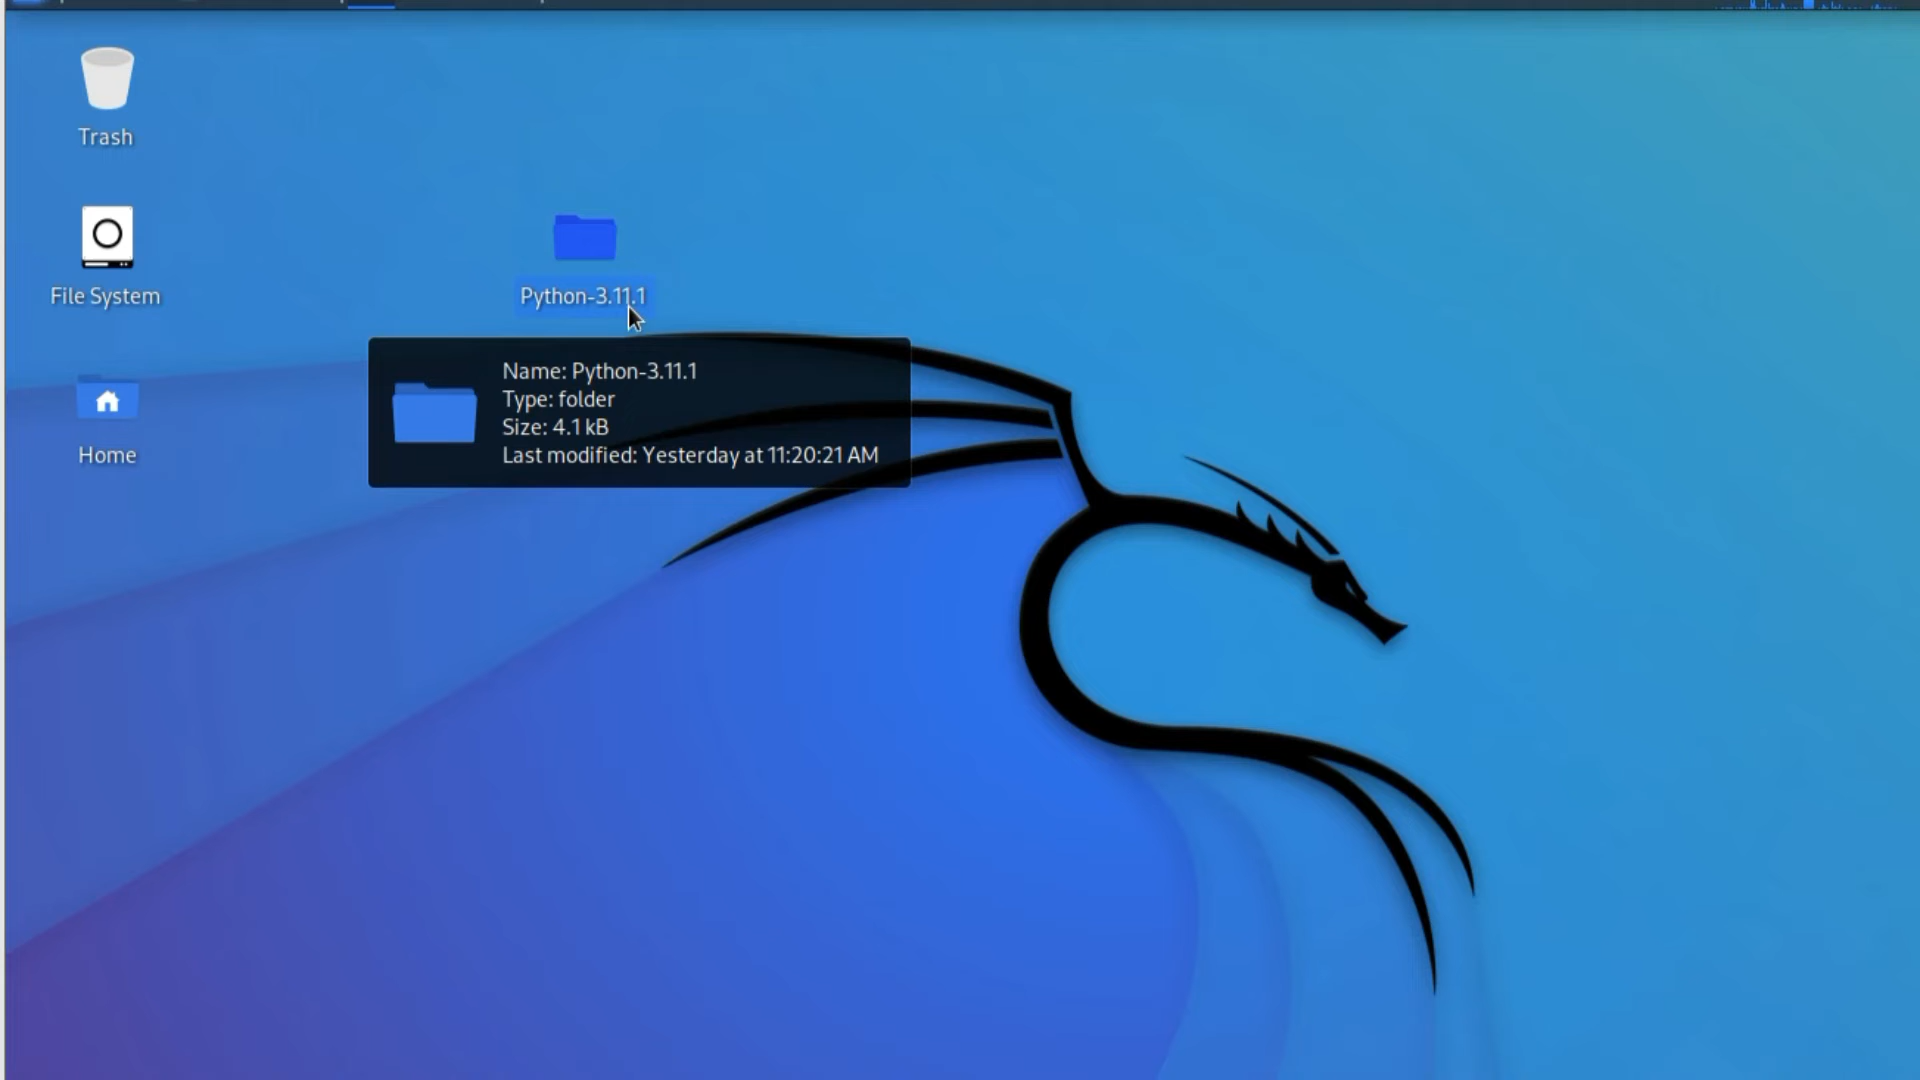 Trash
File System
Python-3.11.1
Name: Python-3.11.1
Type: folder
Size: 4.1 kB
Last modified: Yesterday at 11:20:21 AM
Home